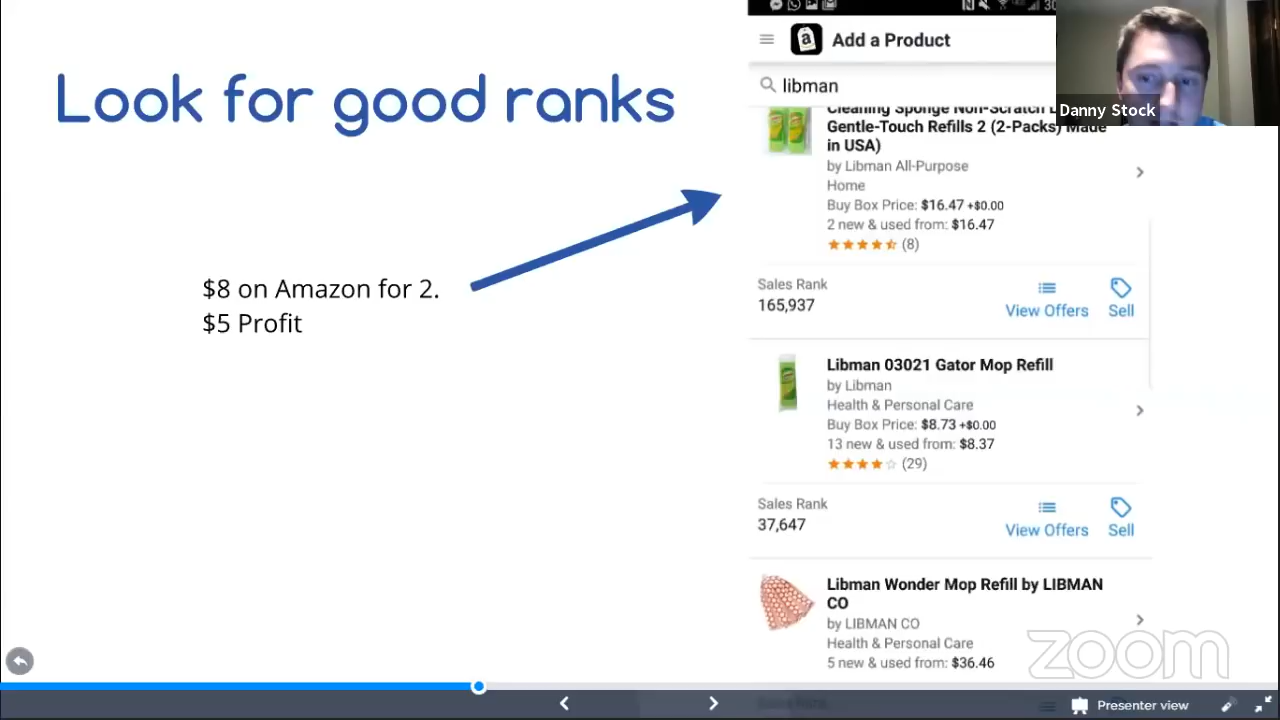 Look for good ranks
$8 on Amazon for 2.
$5 Profit
Add a Product
libman
Cleaning Sponge Non-Scratch
Gentle-Touch Refills 2 (2-Packs) Made
in USA)
by Libman All-Purpose
Home
Buy Box Price: $16.47 +$0.00
2 new & used from: $16.47
(8)
Sales Rank
165,937
View Offers
Sell
Libman 03021 Gator Mop Refill
by Libman
Health & Personal Care
Buy Box Price: $8.73 +$0.00
13 new & used from: $8.37
(29)
Sales Rank
37,647
View Offers
Sell
Libman Wonder Mop Refill by LIBMAN
CO
by LIBMAN CO
Health & Personal Care
5 new & used from: $36.46
Danny Stock
zoom
Presenter view